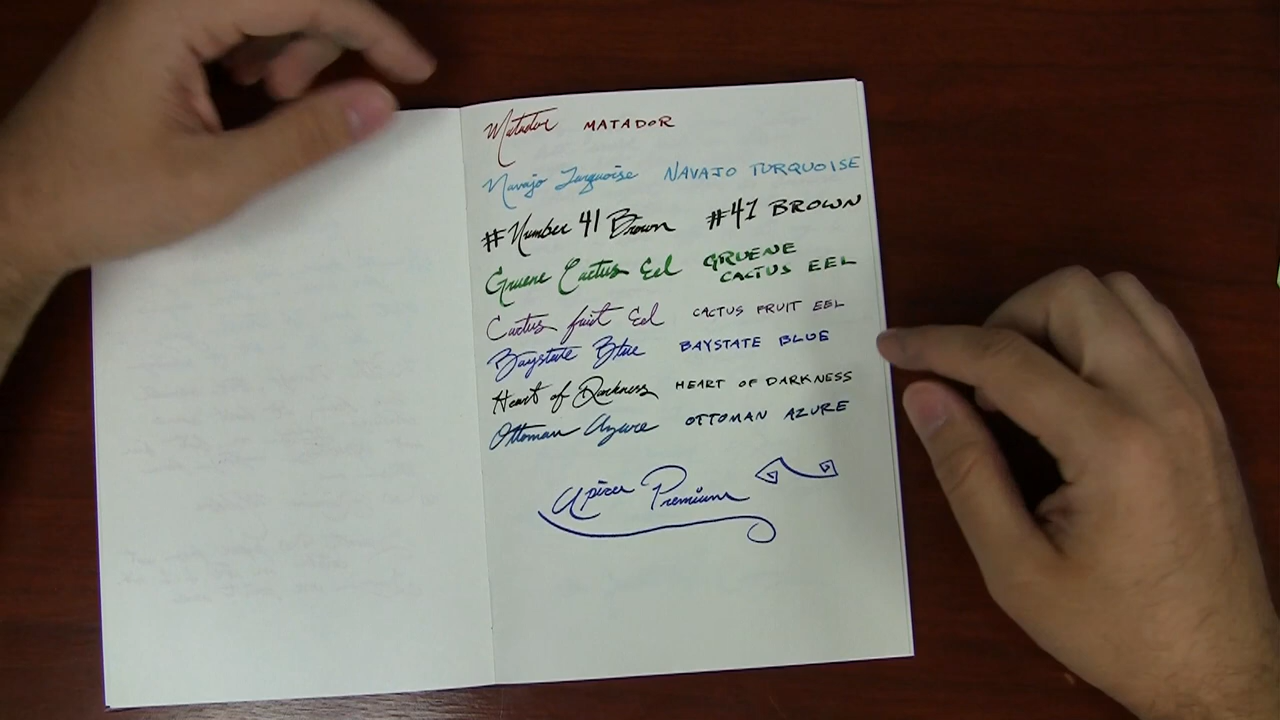 Matador MATADOR
Navajo Turquoise NAVAJO TURQUOISE
#Number 41 Brown #41 BROWN
Gruene Cactus Eel GRUENE
CACTUS EEL
Cactus fruit Eel CACTUS FRUIT EEL
Baystate Blue BAYSTATE BLUE
Heart of Darkness HEART OF DARKNESS
Ottoman Azure OTTOMAN AZURE
Apica Premium